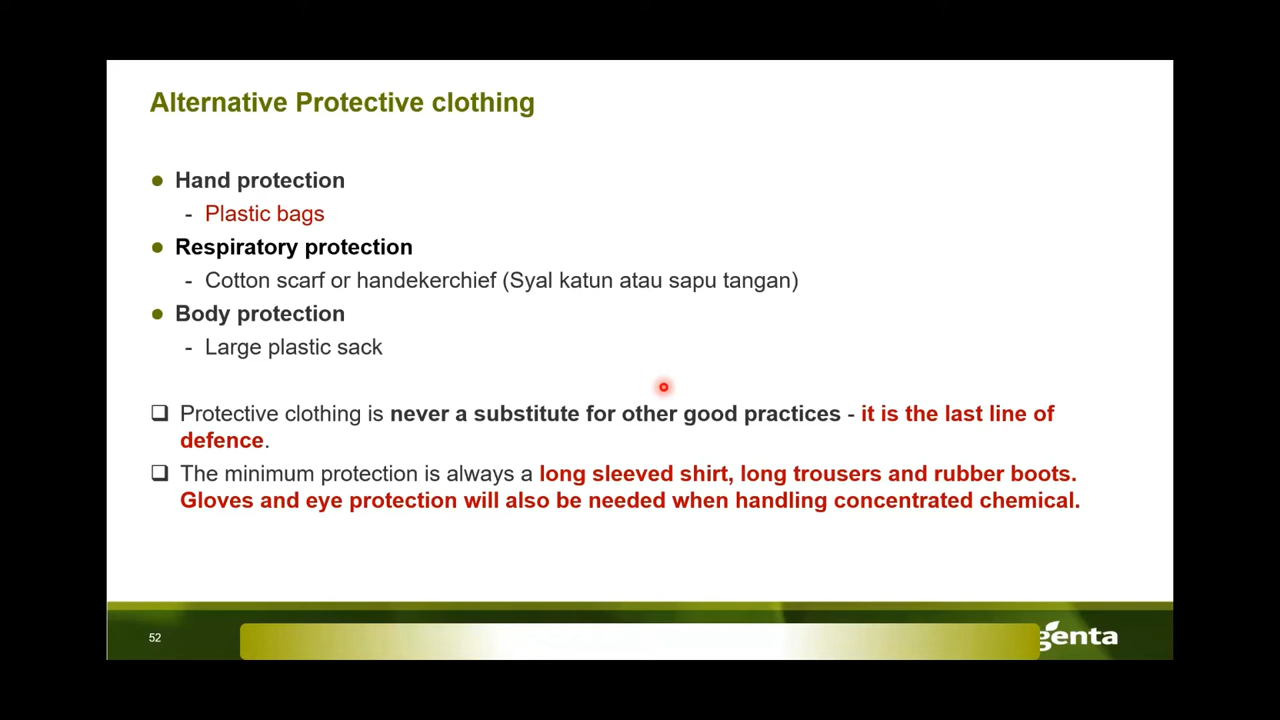 Alternative Protective clothing
● Hand protection
- Plastic bags
● Respiratory protection
- Cotton scarf or handekerchief (Syal katun atau sapu tangan)
● Body protection
- Large plastic sack
❑ Protective clothing is never a substitute for other good practices - it is the last line of
defence.
❑ The minimum protection is always a long sleeved shirt, long trousers and rubber boots.
Gloves and eye protection will also be needed when handling concentrated chemical.
52
genta